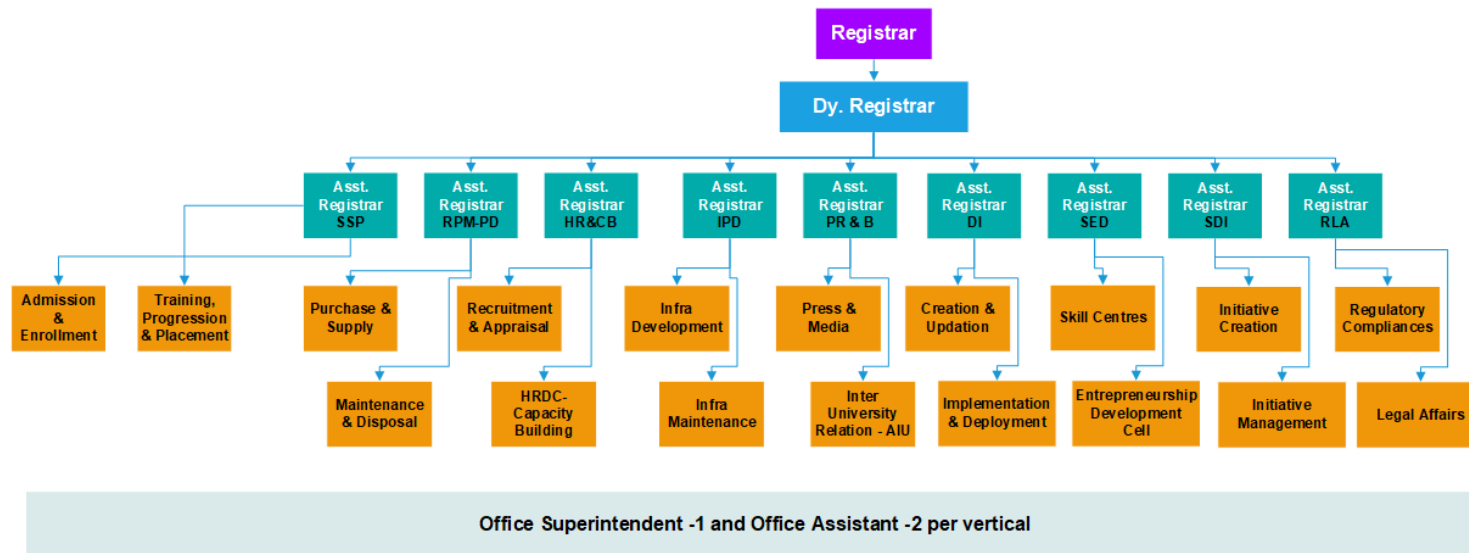 Registrar
Dy. Registrar
Asst.
Registrar
SSP
Asst.
Registrar
RPM-PD
Asst.
Registrar
HR&CB
Asst.
Registrar
IPD
Asst.
Registrar
PR & B
Asst.
Registrar
DI
Asst.
Registrar
SED
Asst.
Registrar
SDI
Asst.
Registrar
RLA
Admission
&
Enrollment
Training,
Progression
& Placement
Purchase &
Supply
Recruitment
& Appraisal
Infra
Development
Press &
Media
Creation &
Updation
Skill Centres
Initiative
Creation
Regulatory
Compliances
Maintenance
& Disposal
HRDC-
Capacity
Building
Infra
Maintenance
Inter
University
Relation - AIU
Implementation
& Deployment
Entrepreneurship
Development
Cell
Initiative
Management
Legal Affairs
Office Superintendent -1 and Office Assistant -2 per vertical